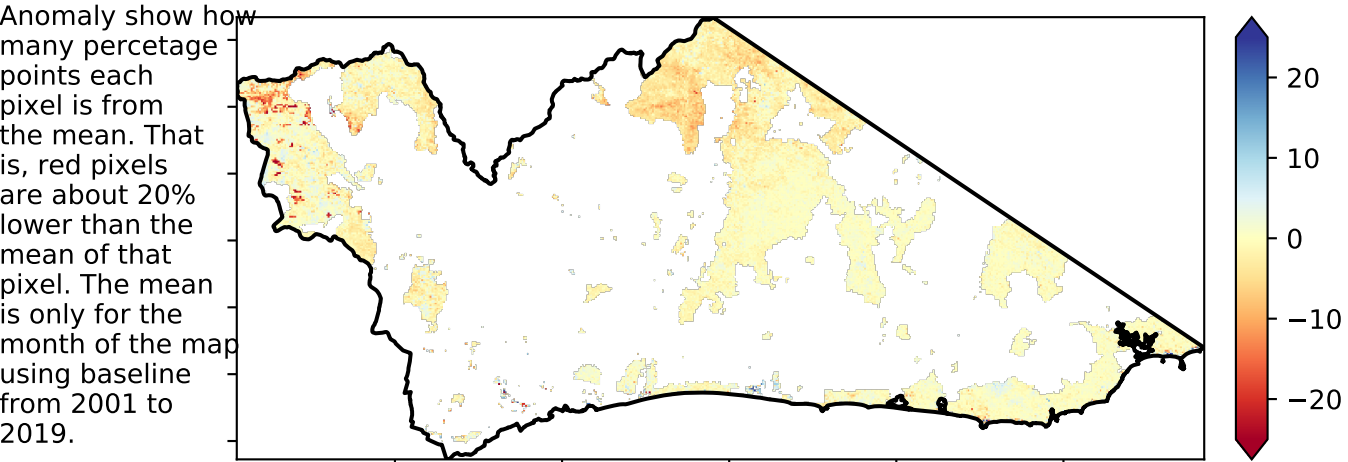 Anomaly show how
many percetage
points each
pixel is from
the mean. That
is, red pixels
are about 20%
lower than the
mean of that
pixel. The mean
is only for the
month of the map
using baseline
from 2001 to
2019.
20
10
0
−10
−20